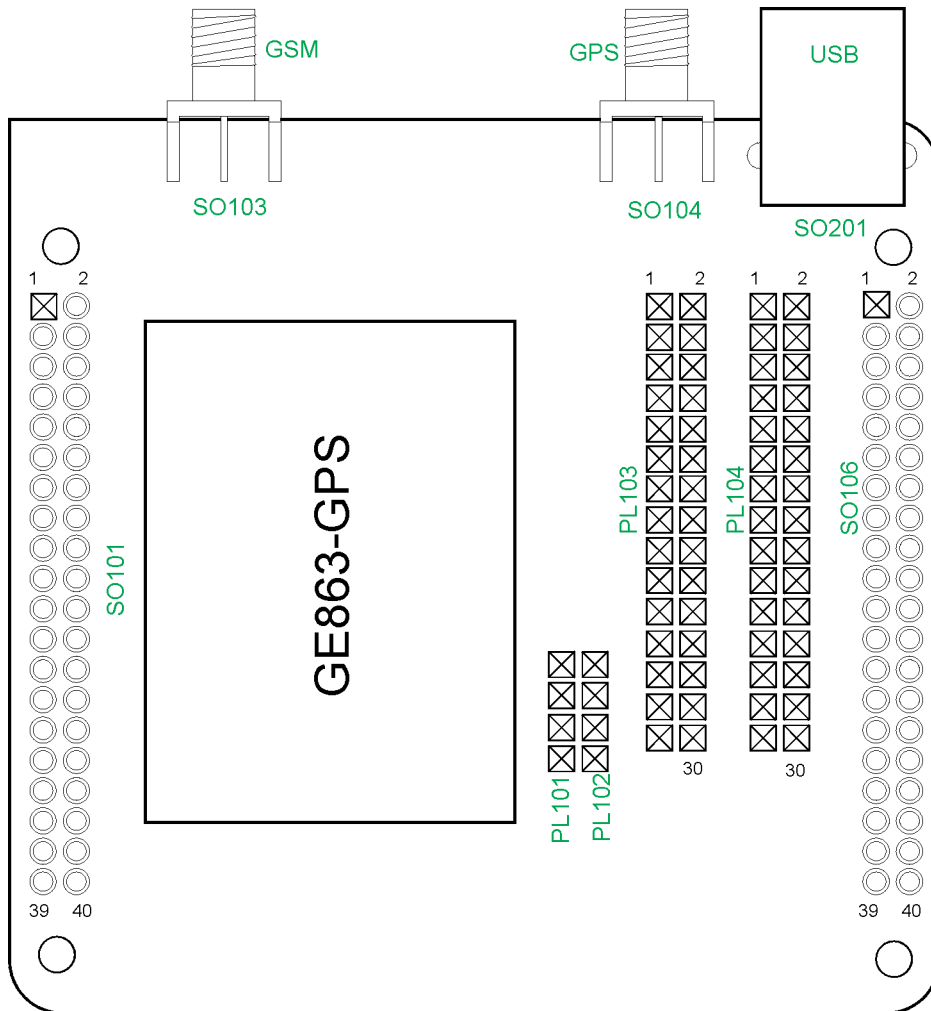 GSM
GPS
USB
SO103
SO104
SO201
1 2
1 2
1 2
1 2
PL103
PL104
SO106
SO101
GE863-GPS
30
30
PL101
PL102
39 40
39 40